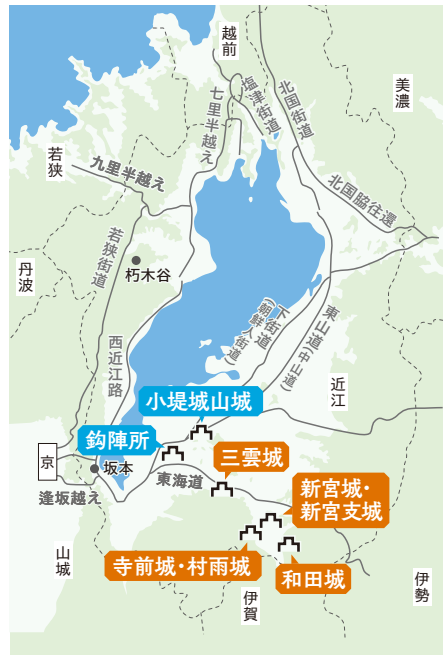 越前
美濃
七里半越え
塩津街道
北国街道
若狭
九里半越え
北国脇往還
若狭街道
丹波
朽木谷
西近江路
下街道
(朝鮮人街道)
東山道(中山道)
近江
小堤城山城
鈎陣所
京
坂本
東海道
三雲城
逢坂越え
新宮城・
新宮支城
山城
寺前城・村雨城
和田城
伊賀
伊勢